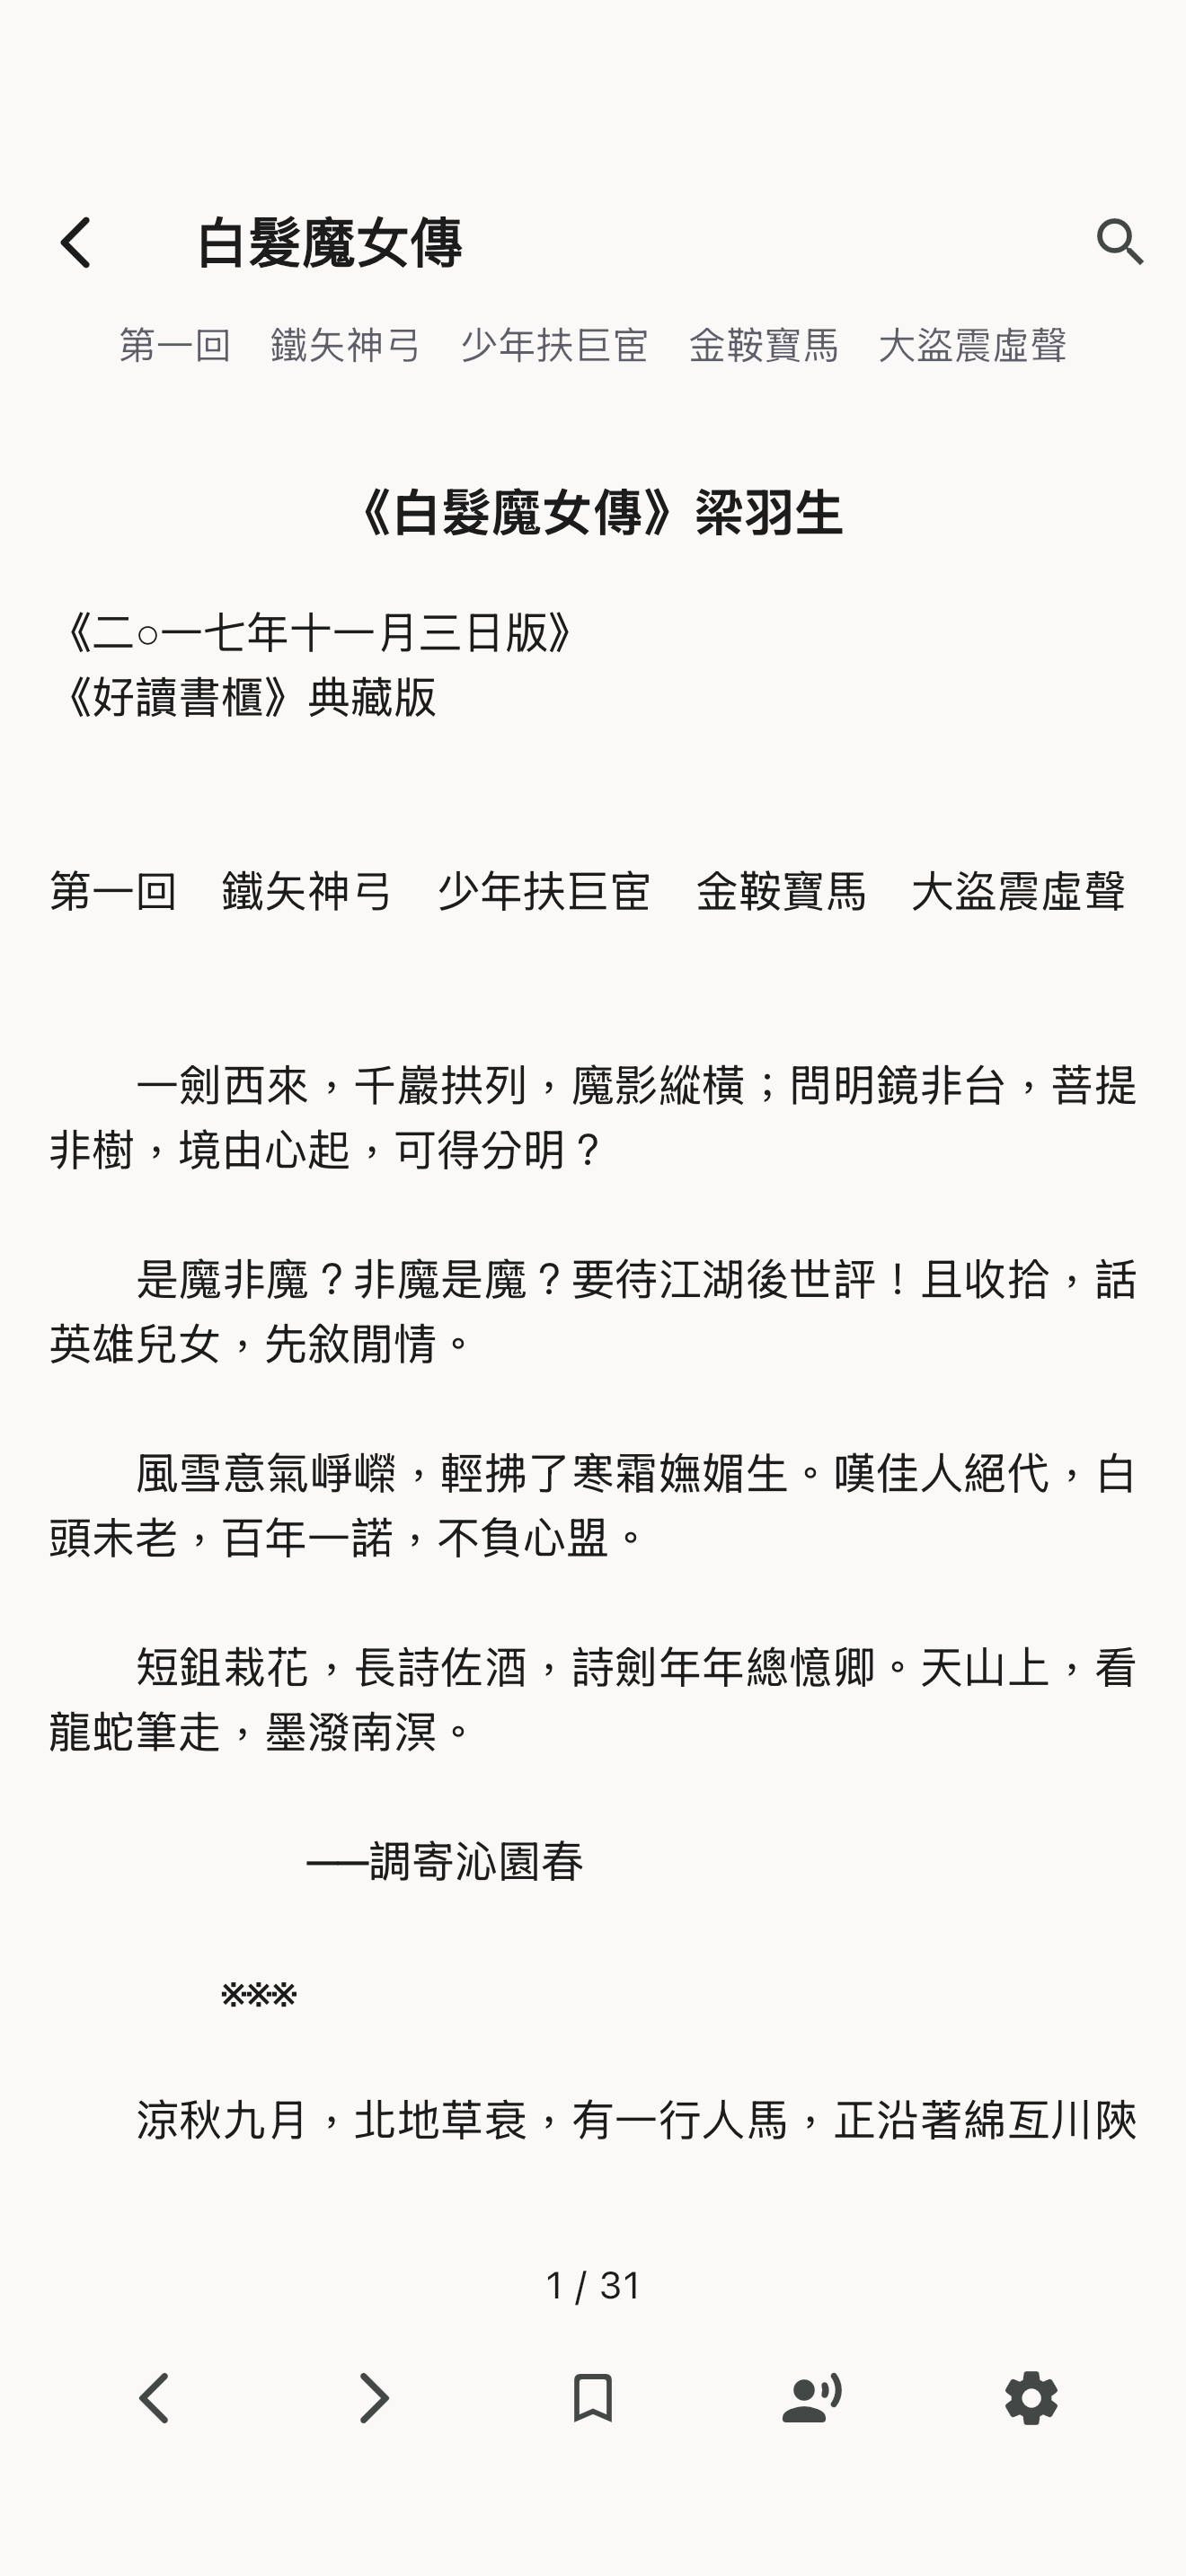 白髮魔女傳
第一回　鐵矢神弓　少年扶巨宦　金鞍寶馬　大盜震虛聲
《白髮魔女傳》梁羽生
《二○一七年十一月三日版》
《好讀書櫃》典藏版
第一回　鐵矢神弓　少年扶巨宦　金鞍寶馬　大盜震虛聲
一劍西來，千巖拱列，魔影縱橫；問明鏡非台，菩提
非樹，境由心起，可得分明？
是魔非魔？非魔是魔？要待江湖後世評！且收拾，話
英雄兒女，先敘閒情。
風雪意氣崢嶸，輕拂了寒霜嫵媚生。嘆佳人絕代，白
頭未老，百年一諾，不負心盟。
短鉏栽花，長詩佐酒，詩劍年年總憶卿。天山上，看
龍蛇筆走，墨潑南溟。
──調寄沁園春
※※※
涼秋九月，北地草衰，有一行人馬，正沿著綿亙川陝
1 / 31